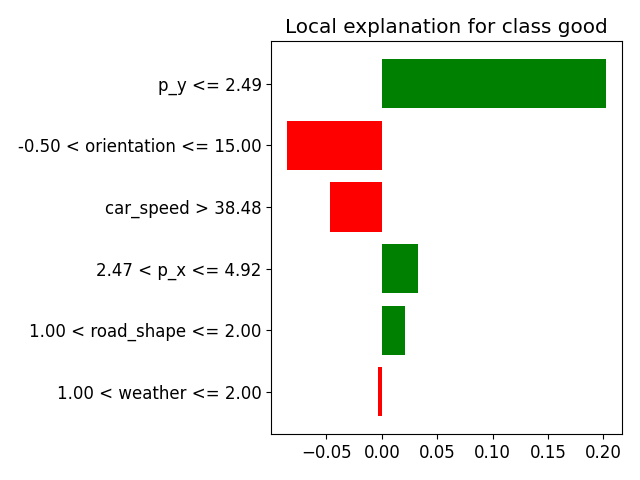 Local explanation for class good
p_y <= 2.49
-0.50 < orientation <= 15.00
car_speed > 38.48
2.47 < p_x <= 4.92
1.00 < road_shape <= 2.00
1.00 < weather <= 2.00
−0.05 0.00 0.05 0.10 0.15 0.20